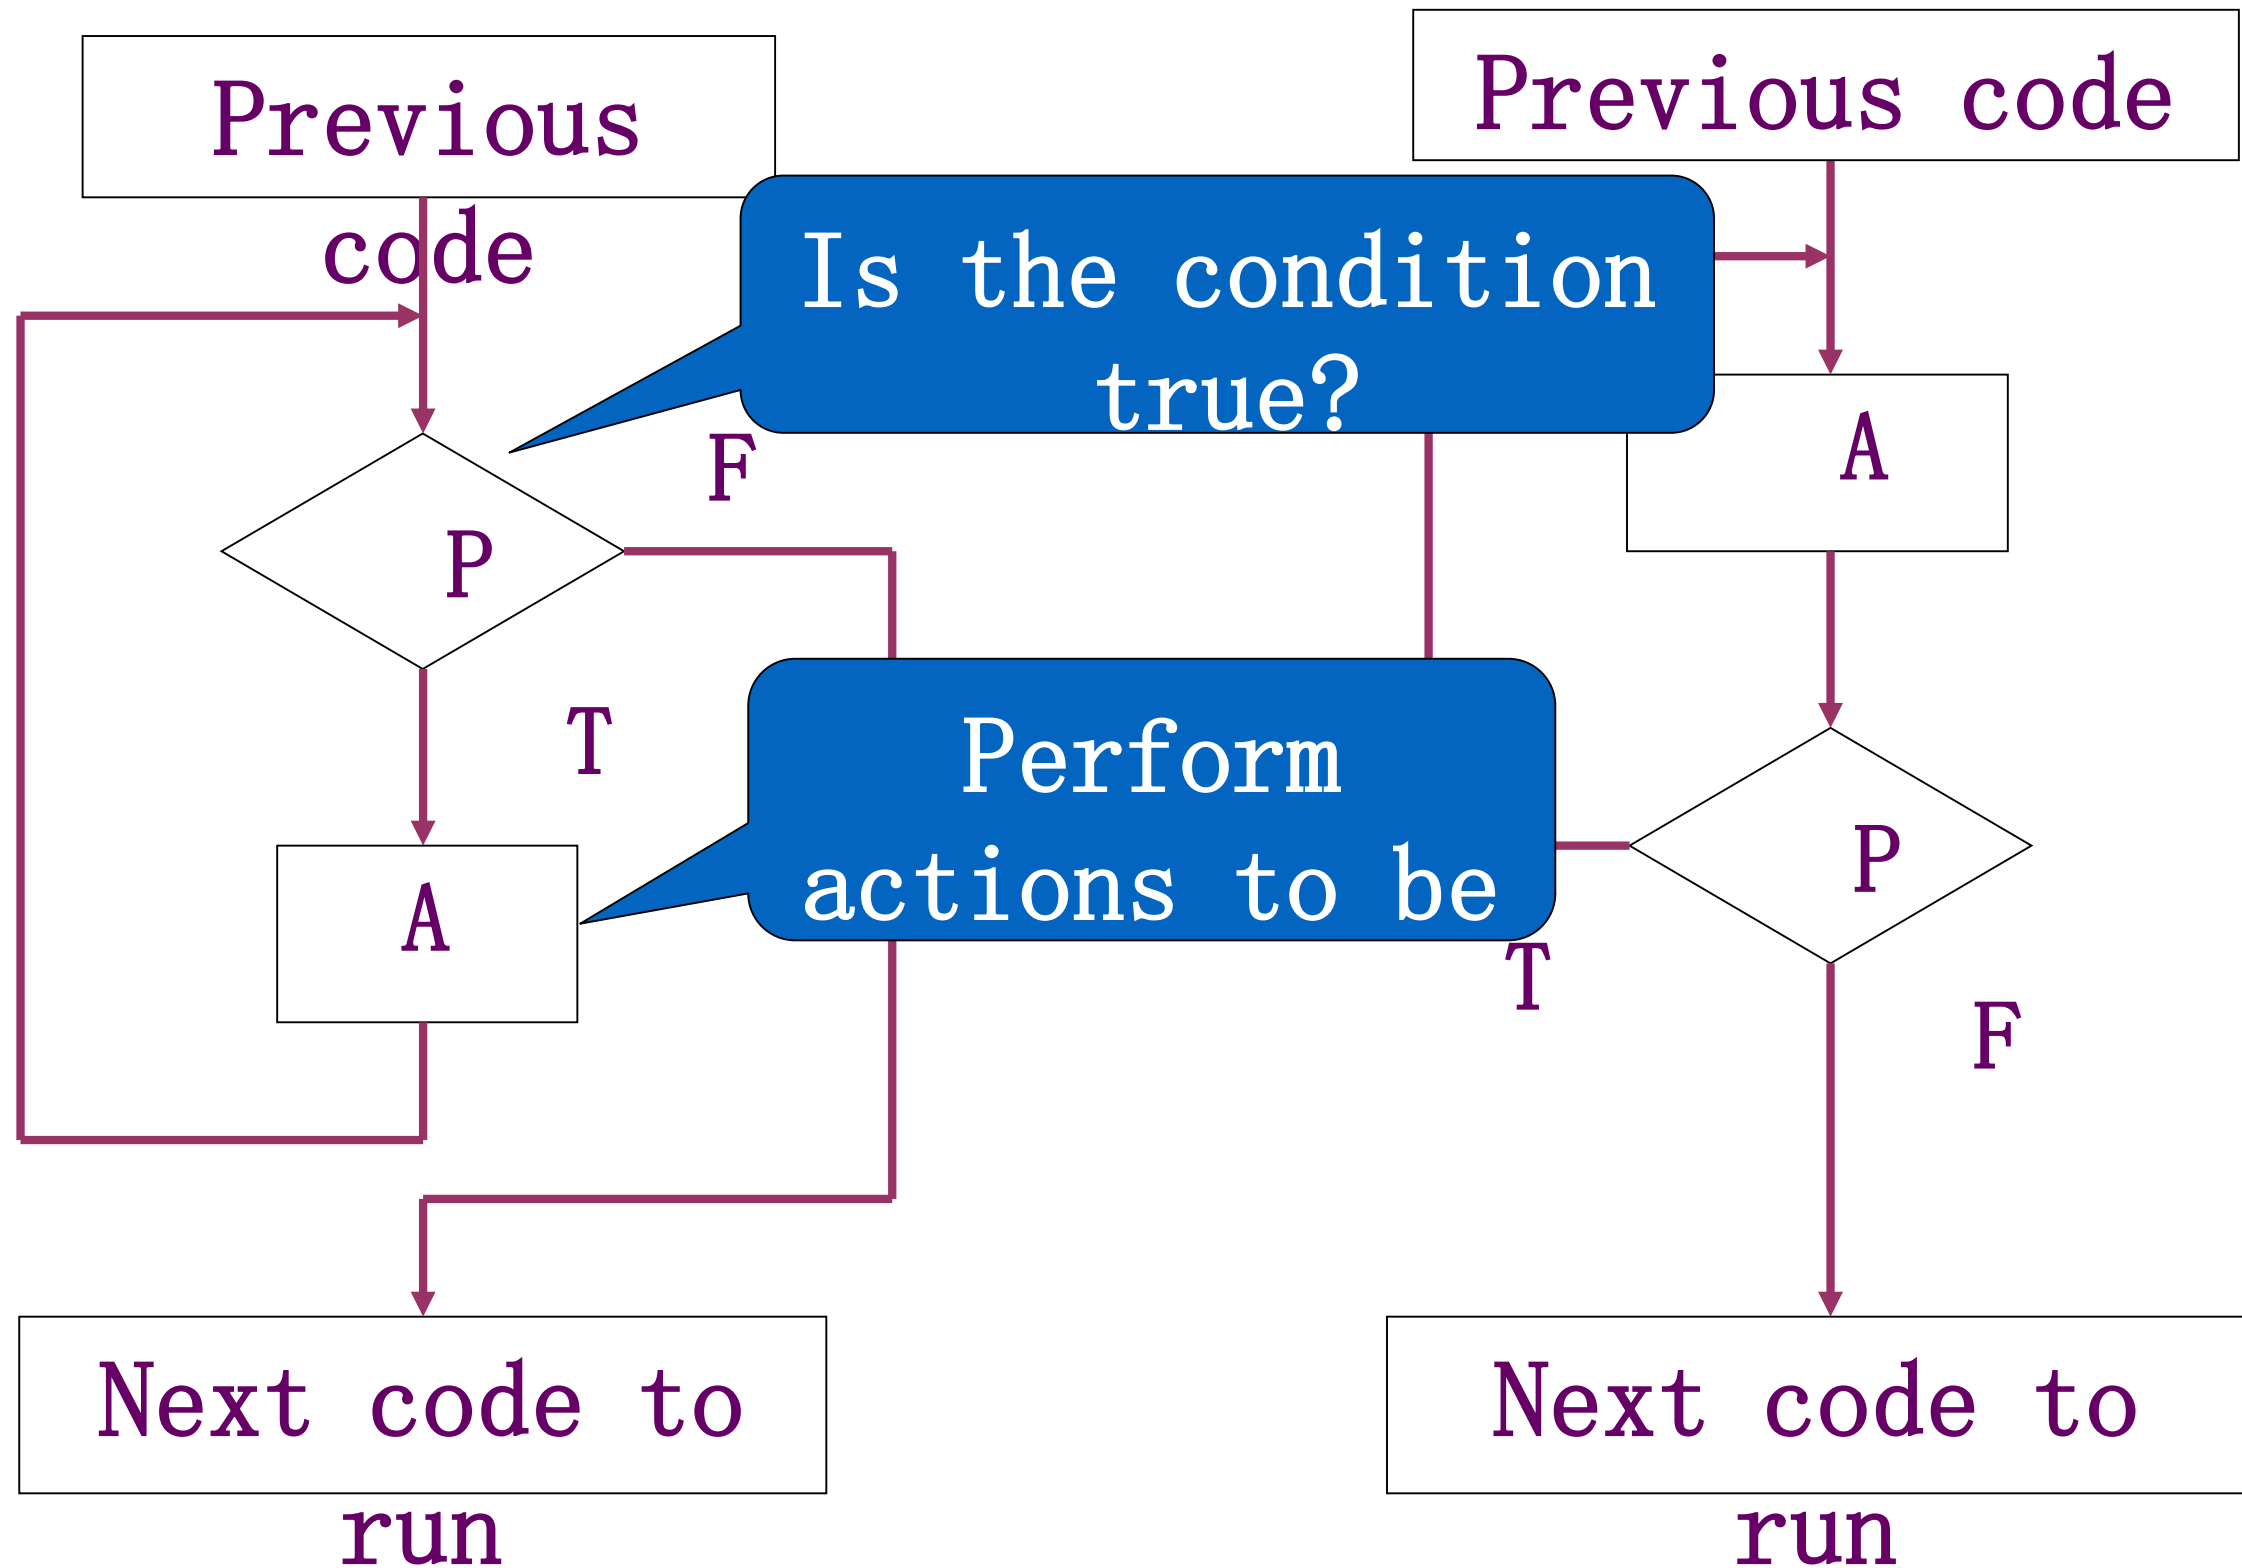 Previous
code
Previous code
Is the condition
true?
F
P
T
A
Perform
actions to be
A
P
T
F
Next code to
run
Next code to
run